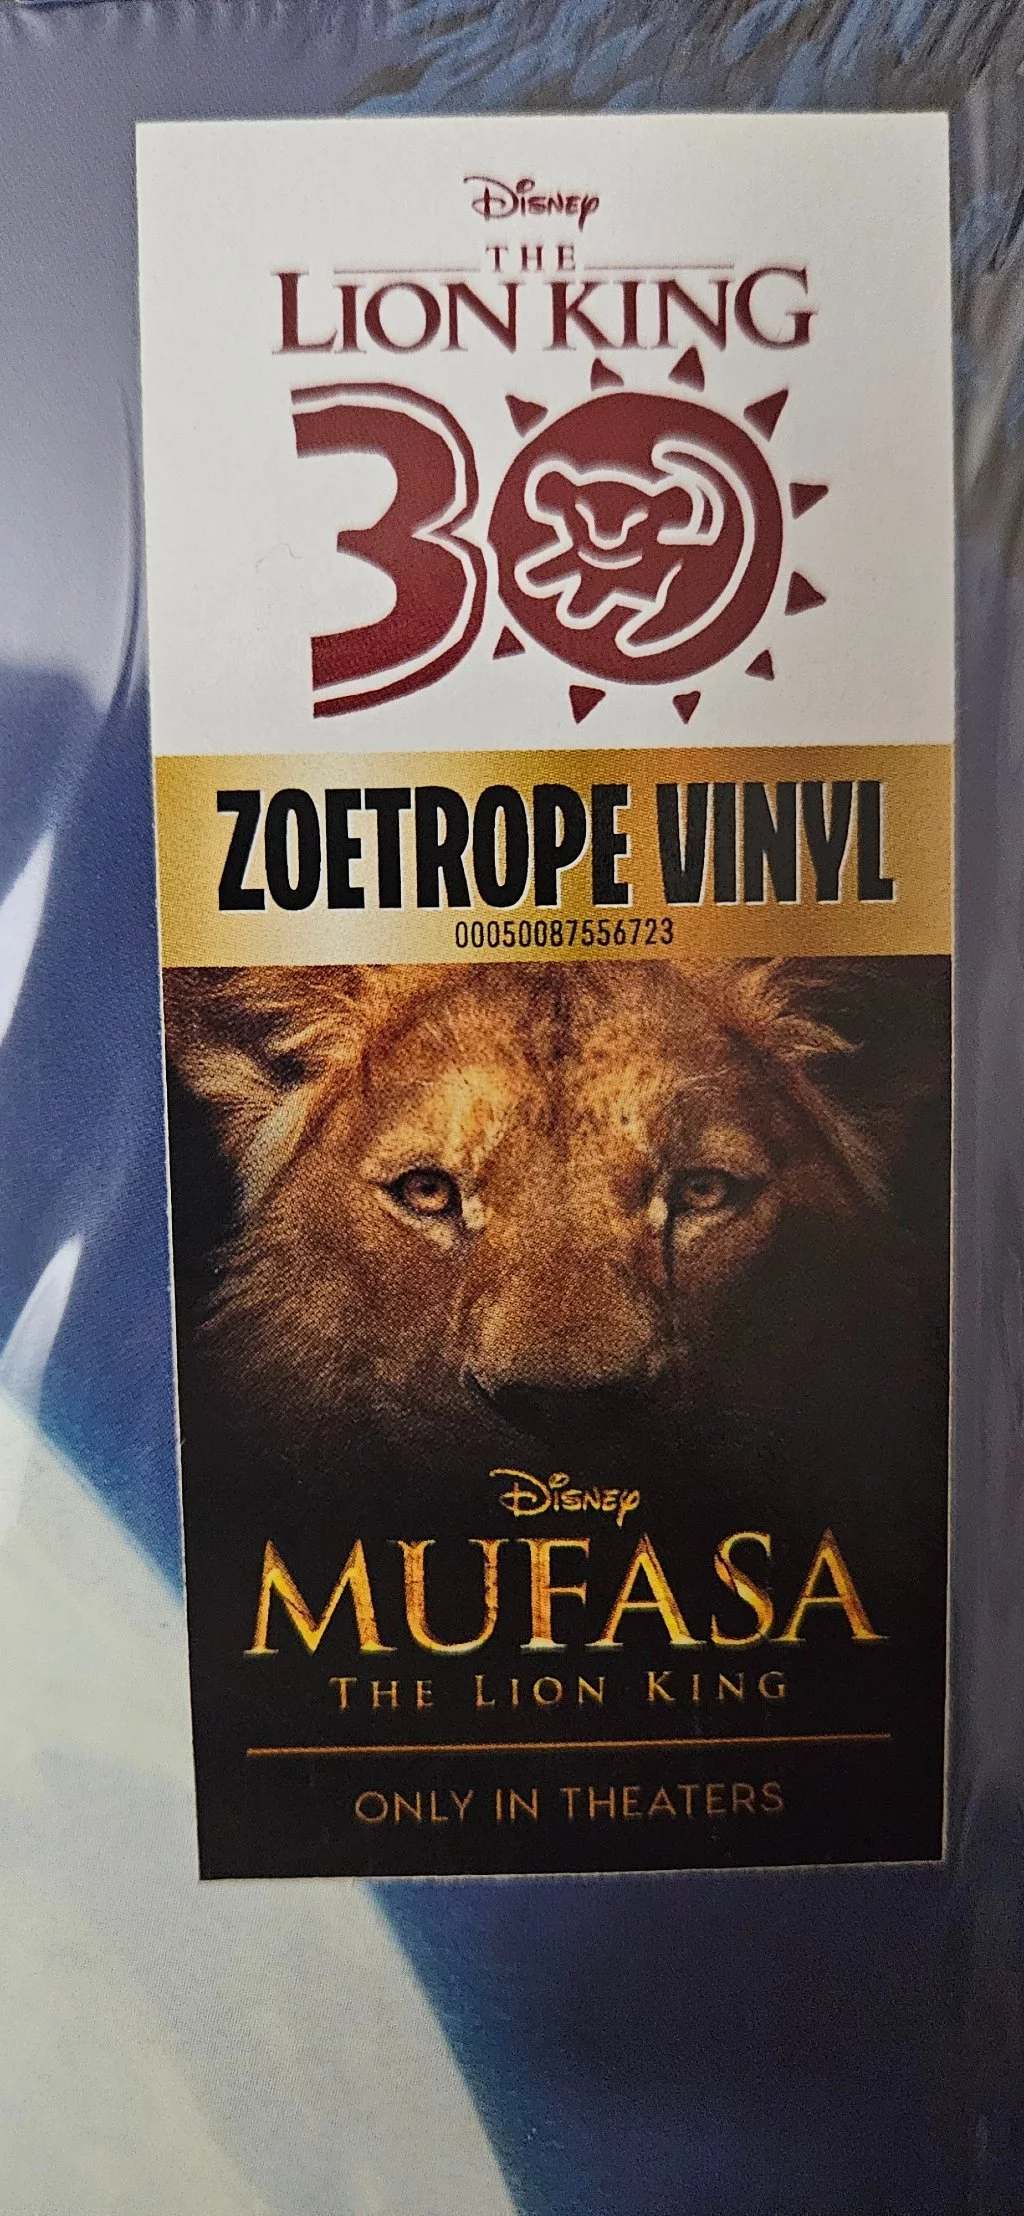 Disney
THE
LION KING
30
ZOETROPE VINYL
00050087556723
Disney
MUFASA
THE LION KING
ONLY IN THEATERS